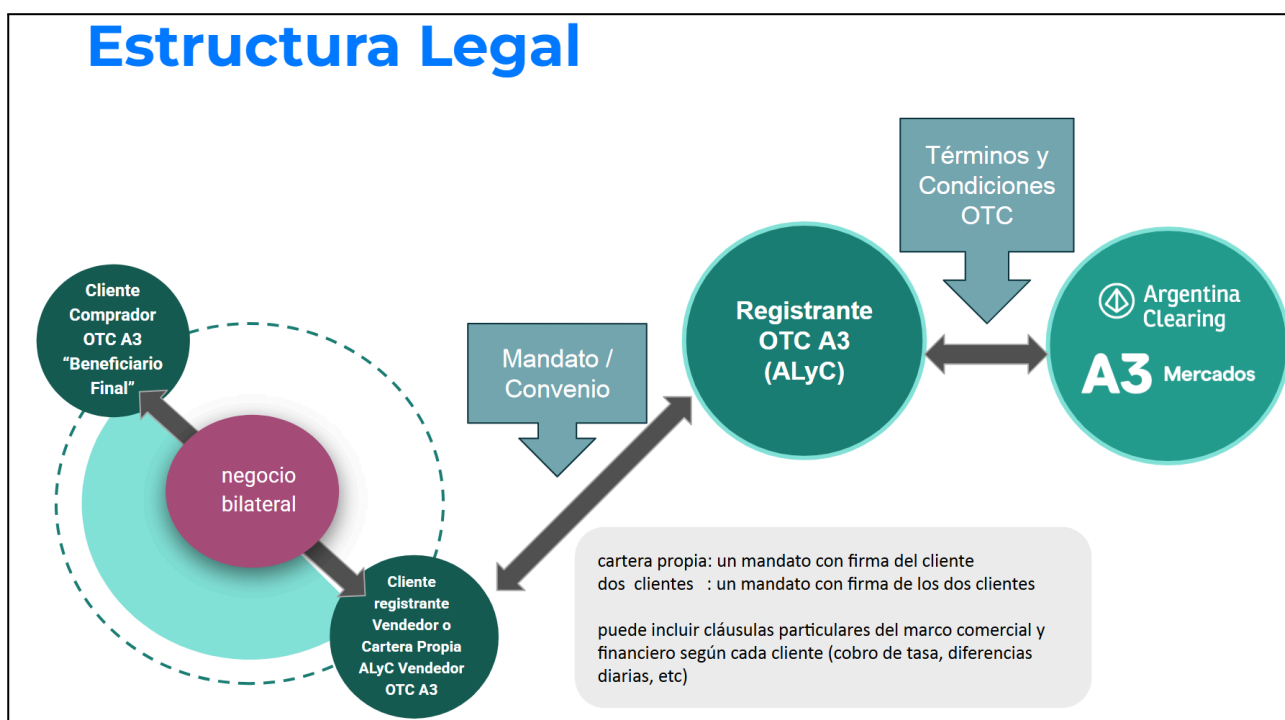 Estructura Legal
Términos y
Condiciones
OTC
Argentina
Clearing
A3 Mercados
Registrante
OTC A3
(ALyC)
Mandato /
Convenio
Cliente
Comprador
OTC A3
“Beneficiario
Final”
negocio
bilateral
Cliente
registrante
Vendedor o
Cartera Propia
ALyC Vendedor
OTC A3
cartera propia: un mandato con firma del cliente
dos clientes : un mandato con firma de los dos clientes
puede incluir cláusulas particulares del marco comercial y
financiero según cada cliente (cobro de tasa, diferencias
diarias, etc)